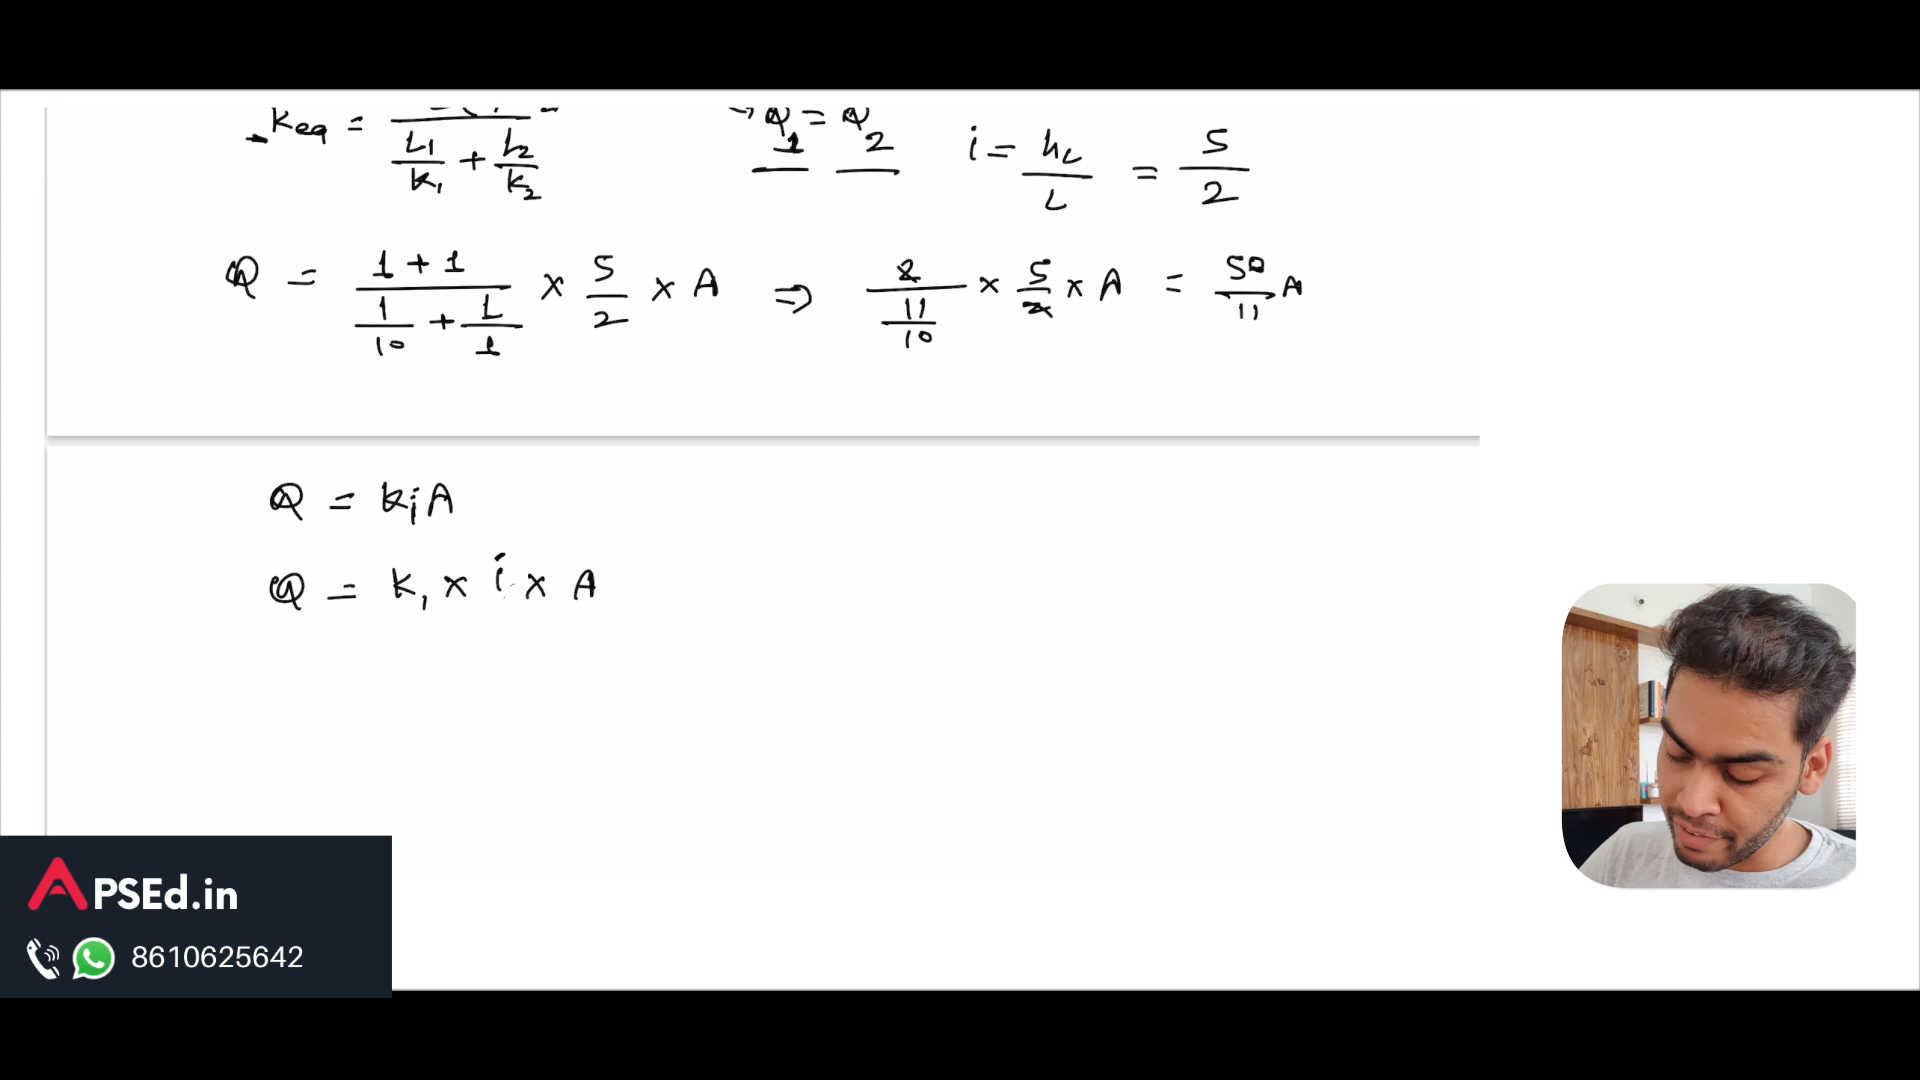 Keq = / (L1/K1 + L2/K2)
Q1 = Q2
i = hL/L = 5/2
Q = (1 + 1)/(1/10 + 1/1) × 5/2 × A ⇒ 2/(11/10) × 5/2 × A = 50/11 A
Q = KiA
Q = K1 × i × A
APSEd.in
8610625642